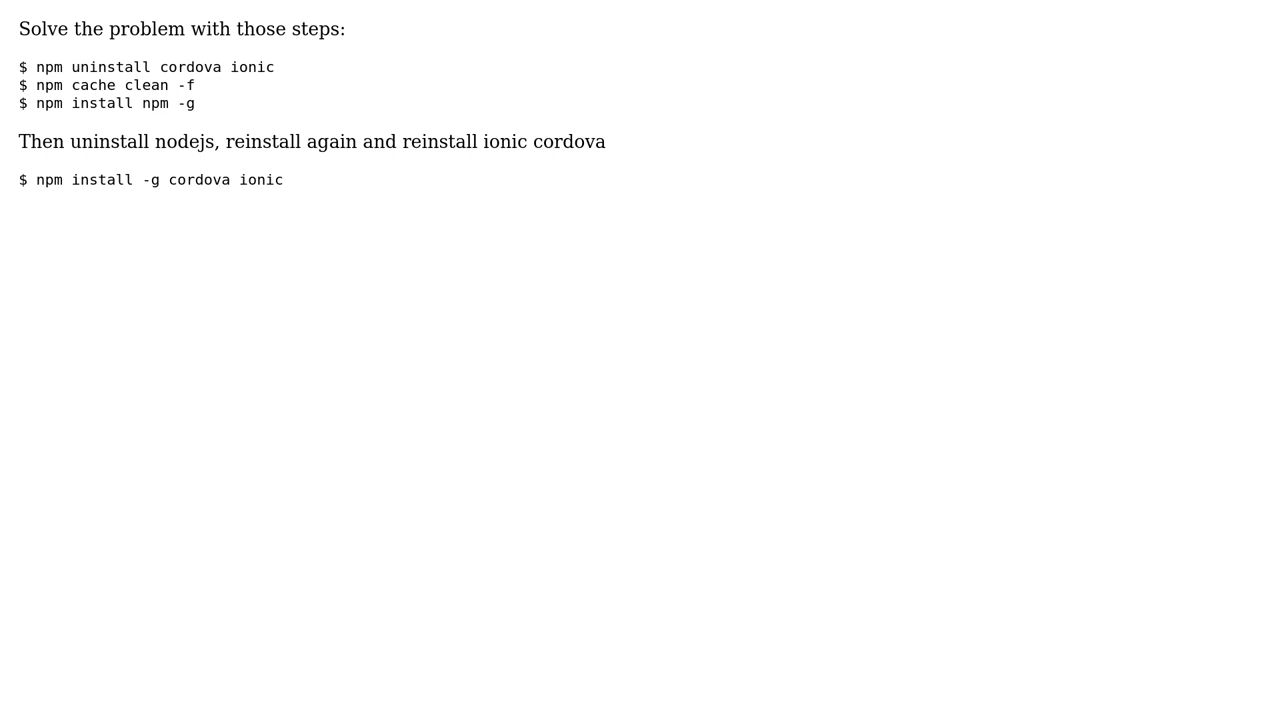 Solve the problem with those steps:
$ npm uninstall cordova ionic
$ npm cache clean -f
$ npm install npm -g
Then uninstall nodejs, reinstall again and reinstall ionic cordova
$ npm install -g cordova ionic